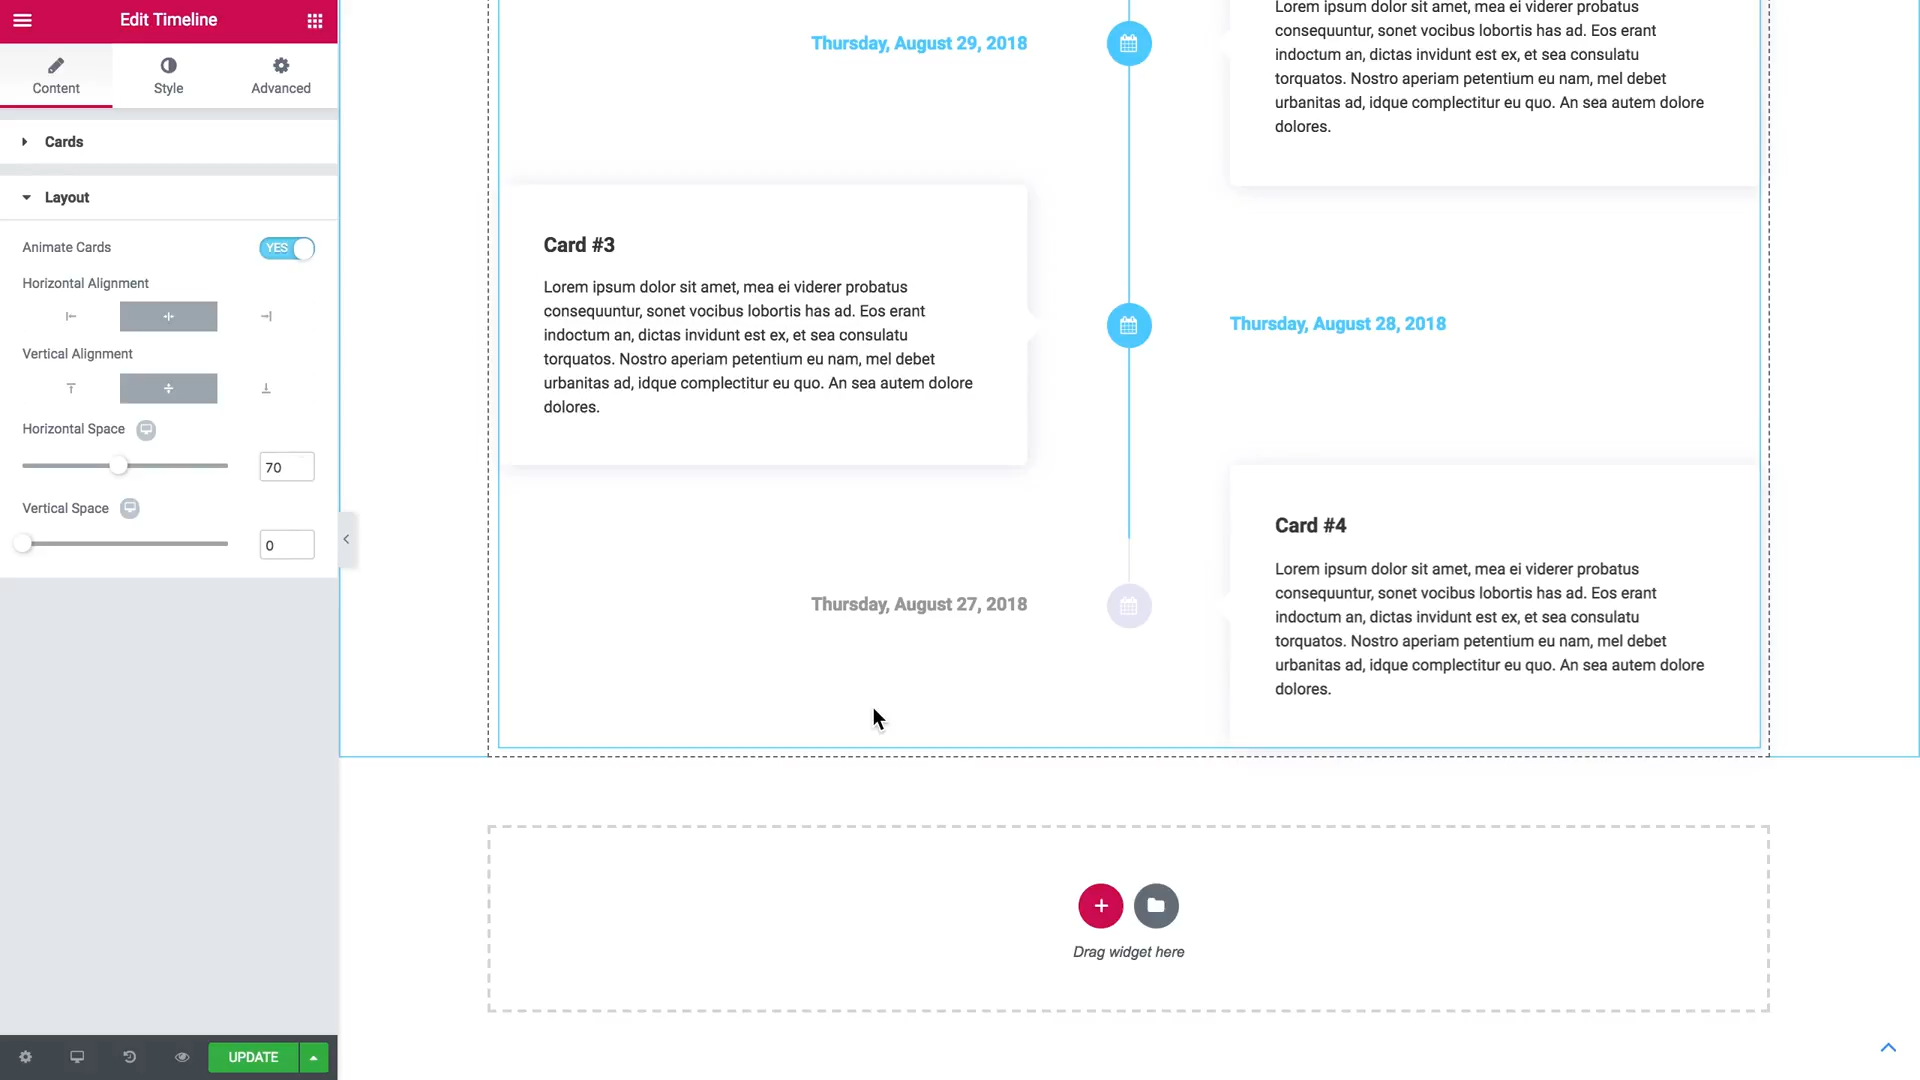 Edit Timeline
Content
Style
Advanced
Cards
Layout
Animate Cards
YES
Horizontal Alignment
Vertical Alignment
Horizontal Space
70
Vertical Space
0
UPDATE
Thursday, August 29, 2018
Lorem ipsum dolor sit amet, mea ei viderer probatus
consequuntur, sonet vocibus lobortis has ad. Eos erant
indoctum an, dictas invidunt est ex, et sea consulatu
torquatos. Nostro aperiam petentium eu nam, mel debet
urbanitas ad, idque complectitur eu quo. An sea autem dolore
dolores.
Card #3
Lorem ipsum dolor sit amet, mea ei viderer probatus
consequuntur, sonet vocibus lobortis has ad. Eos erant
indoctum an, dictas invidunt est ex, et sea consulatu
torquatos. Nostro aperiam petentium eu nam, mel debet
urbanitas ad, idque complectitur eu quo. An sea autem dolore
dolores.
Thursday, August 28, 2018
Thursday, August 27, 2018
Card #4
Lorem ipsum dolor sit amet, mea ei viderer probatus
consequuntur, sonet vocibus lobortis has ad. Eos erant
indoctum an, dictas invidunt est ex, et sea consulatu
torquatos. Nostro aperiam petentium eu nam, mel debet
urbanitas ad, idque complectitur eu quo. An sea autem dolore
dolores.
Drag widget here